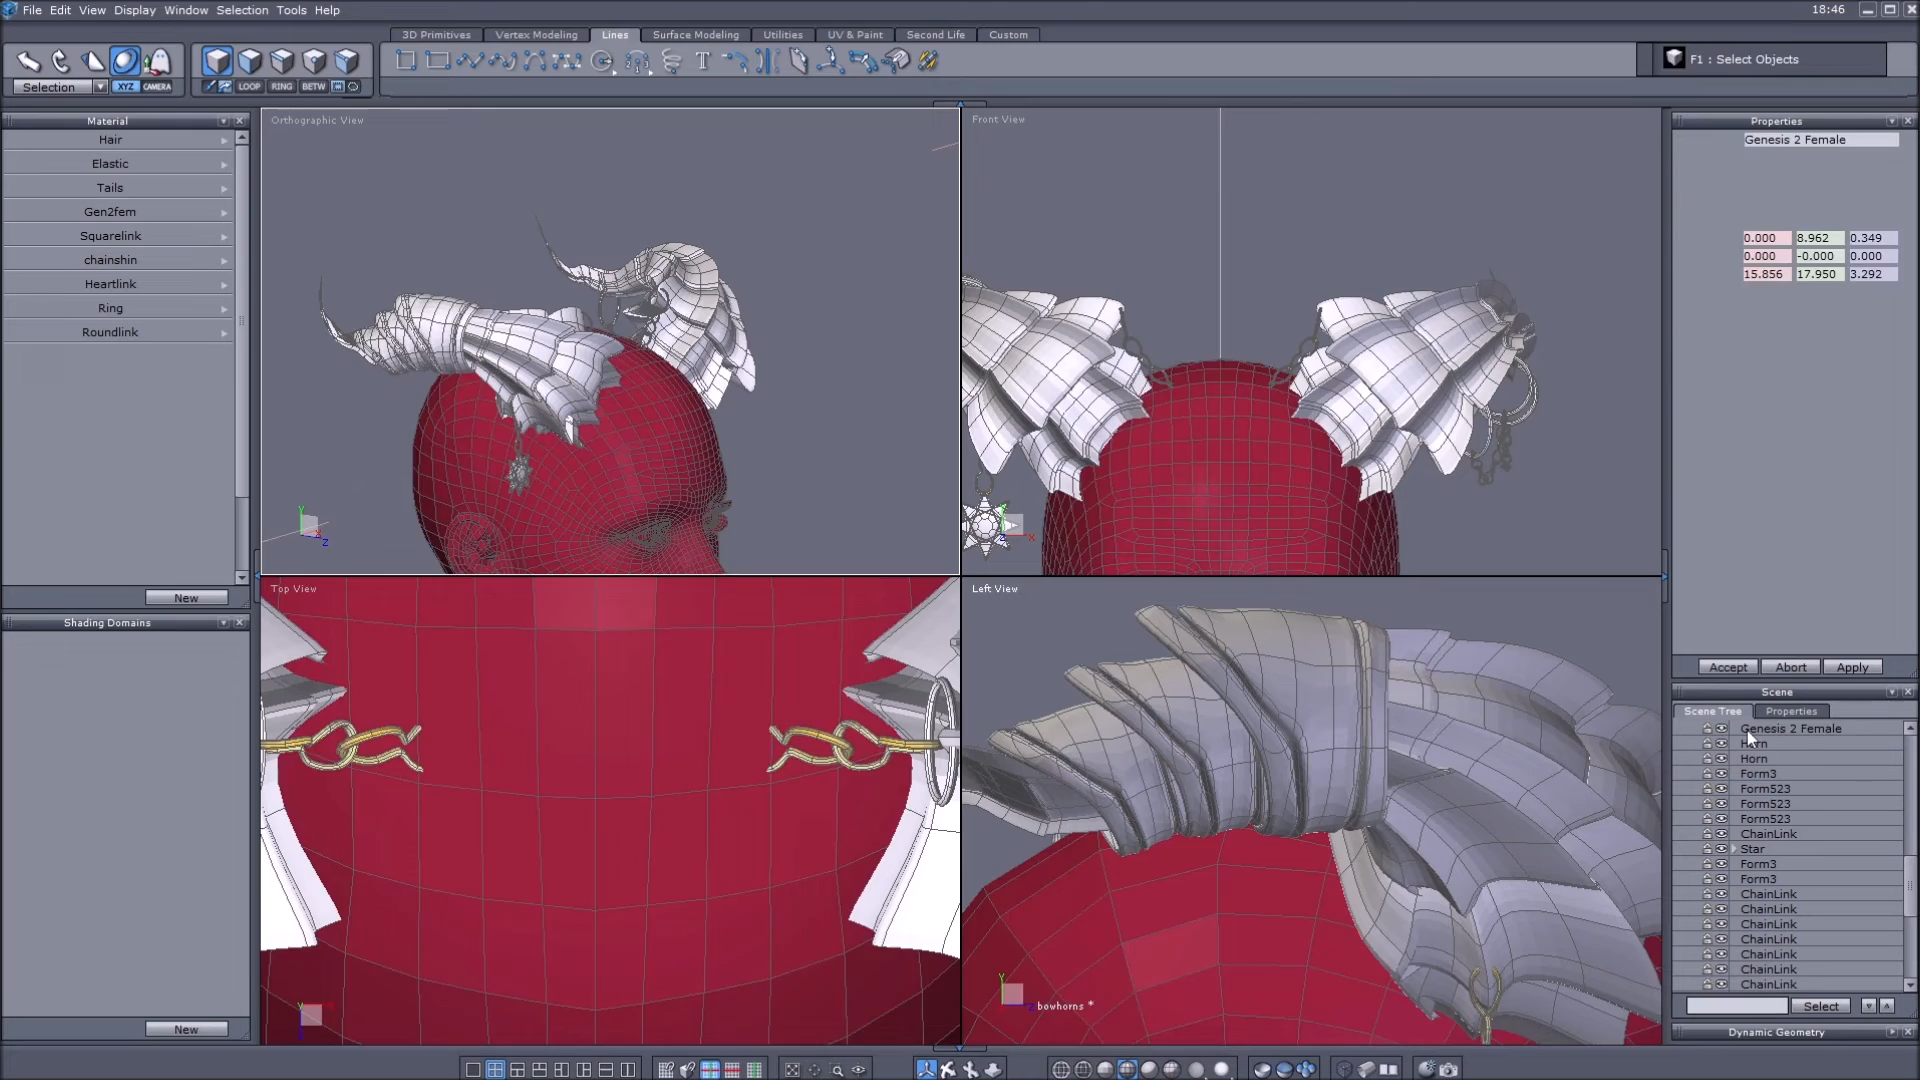 File Edit View Display Window Selection Tools Help
18:46
3D Primitives Vertex Modeling Lines Surface Modeling Utilities UV & Paint Second Life Custom
F1 : Select Objects
Selection XYZ CAMERA LOOP RING BETW
Material
Hair
Elastic
Tails
Gen2fem
Squarelink
chainshin
Heartlink
Ring
Roundlink
New
Shading Domains
New
Orthographic View
Y
X
Z
Front View
X
Top View
Left View
Y
bowhorns *
Properties
Genesis 2 Female
0.000 8.962 0.349
0.000 -0.000 0.000
15.856 17.950 3.292
Accept Abort Apply
Scene
Scene Tree Properties
Genesis 2 Female
Horn
Horn
Form3
Form523
Form523
Form523
ChainLink
Star
Form3
Form3
ChainLink
ChainLink
ChainLink
ChainLink
ChainLink
ChainLink
ChainLink
Select
Dynamic Geometry